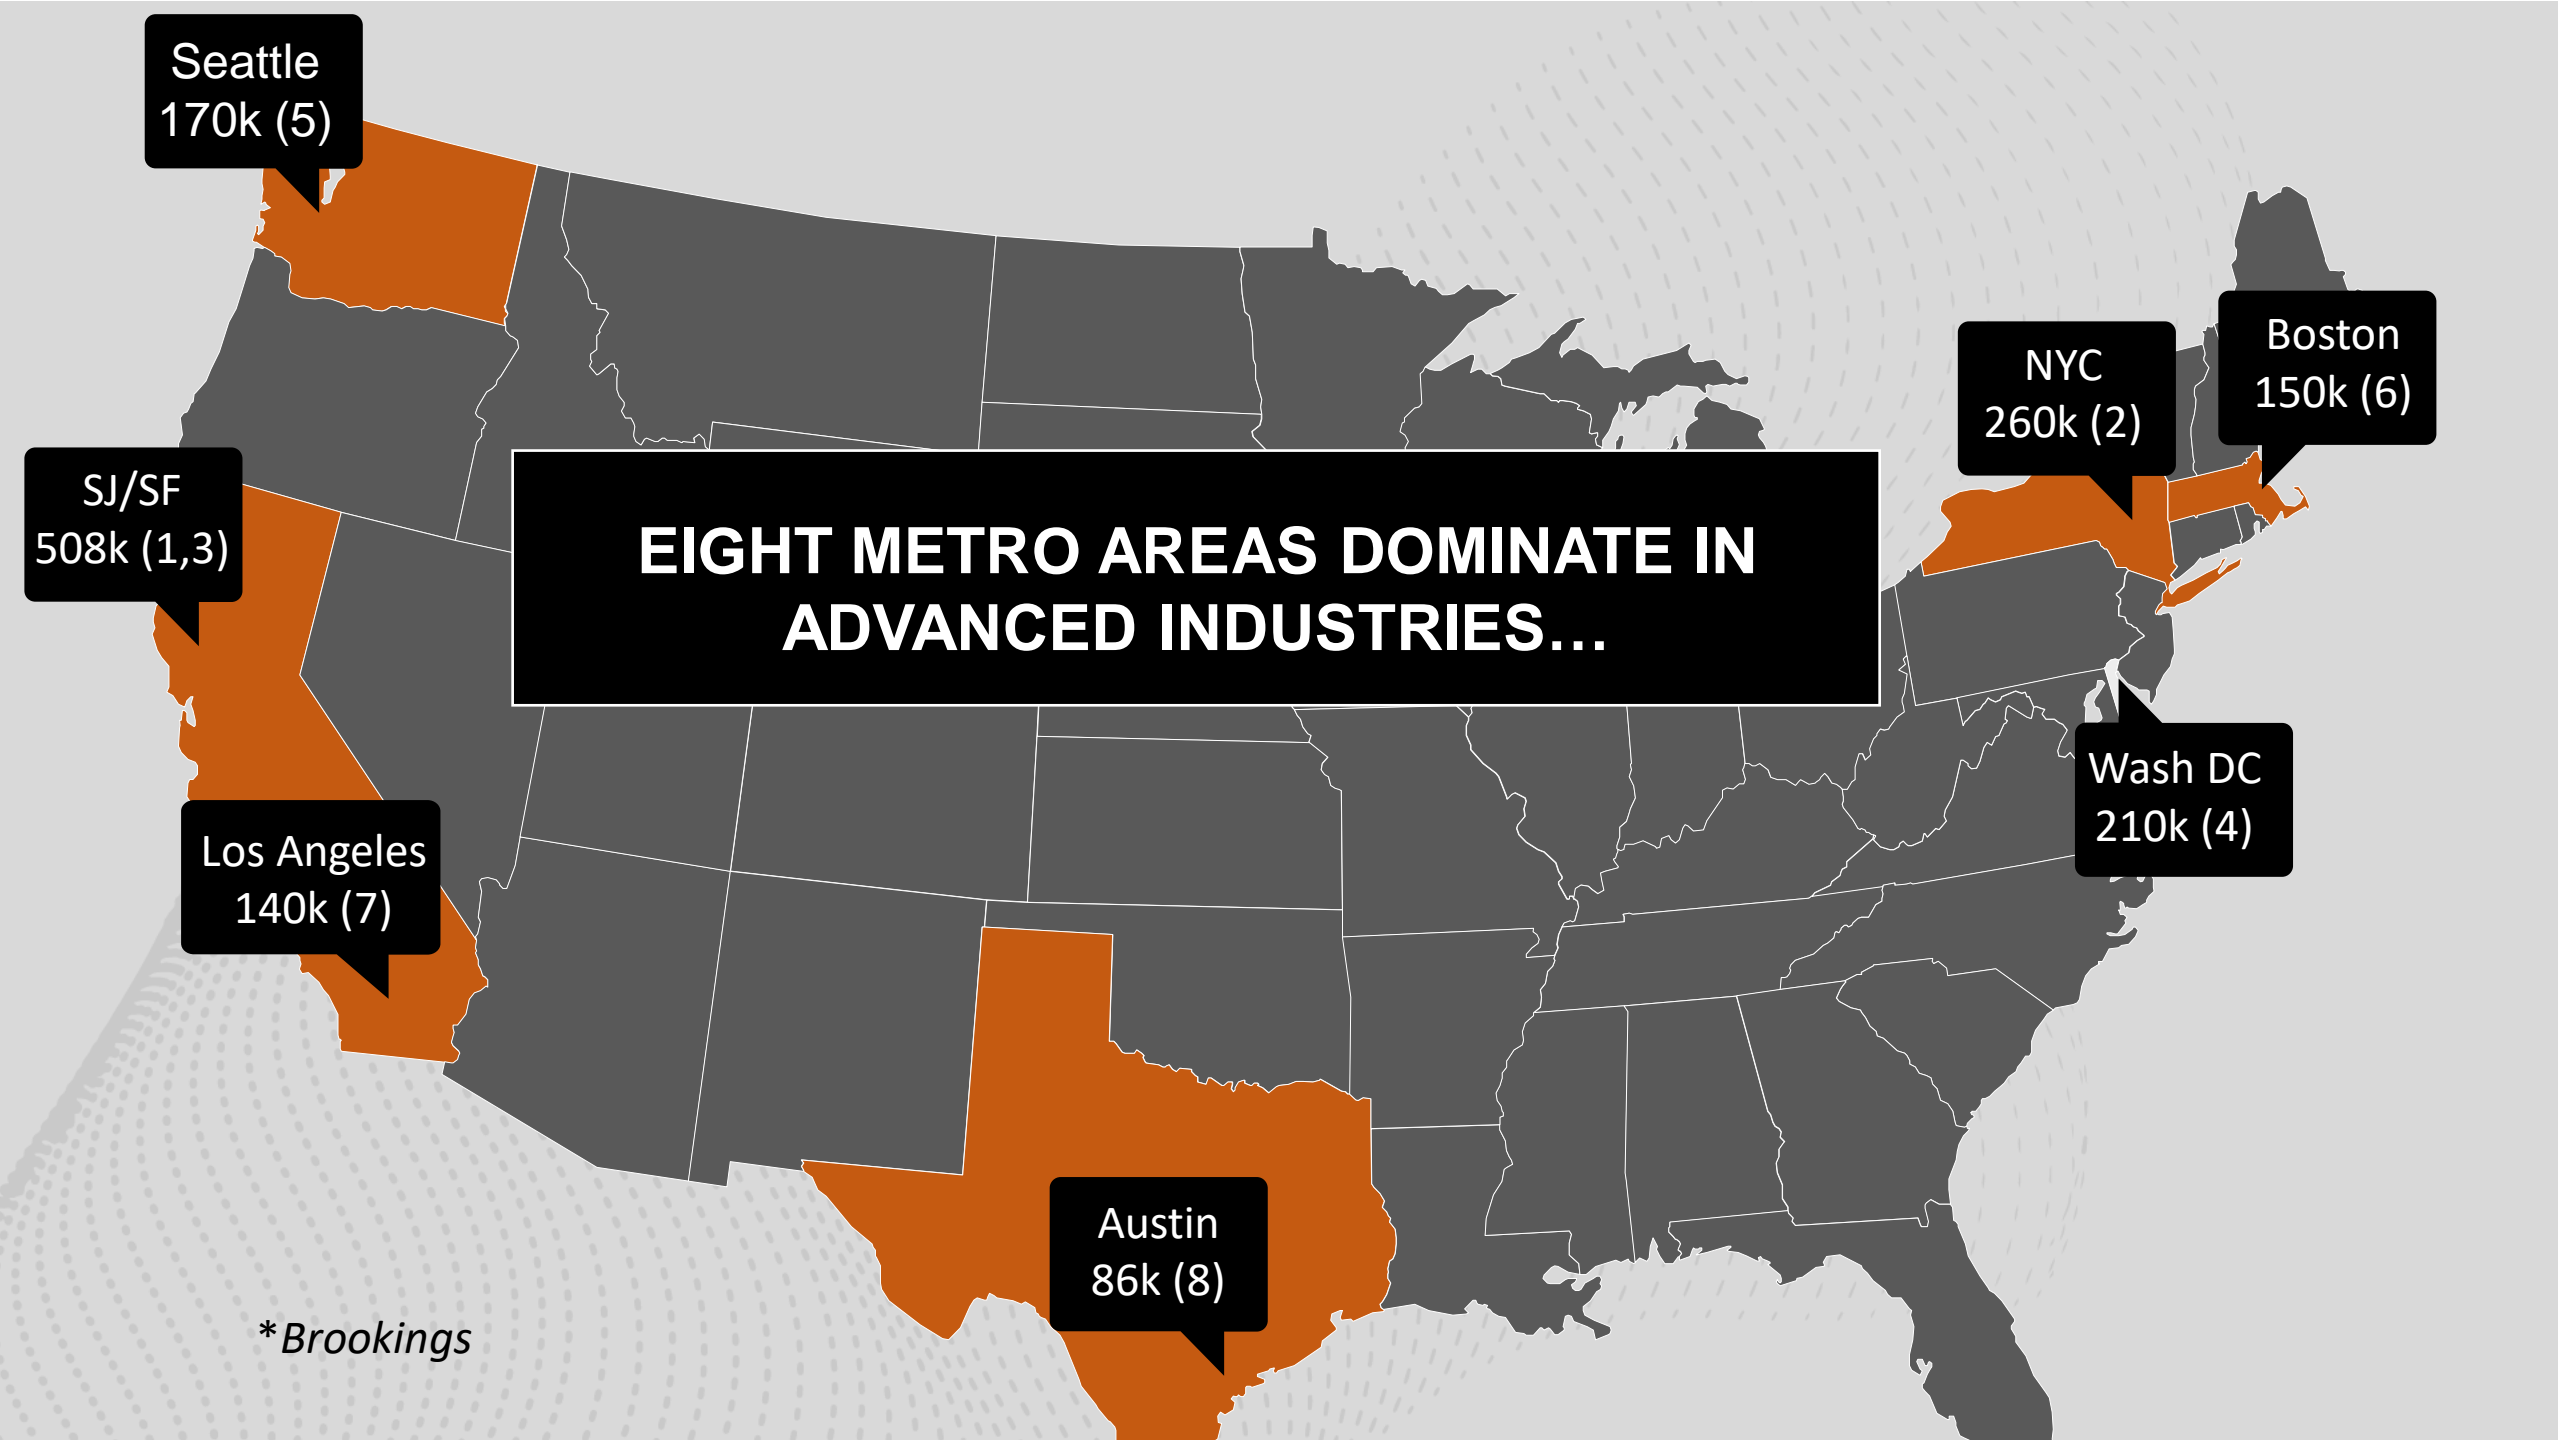 Seattle
170k (5)
NYC
260k (2)
Boston
150k (6)
SJ/SF
508k (1,3)
EIGHT METRO AREAS DOMINATE IN
ADVANCED INDUSTRIES…
Wash DC
210k (4)
Los Angeles
140k (7)
Austin
86k (8)
*Brookings